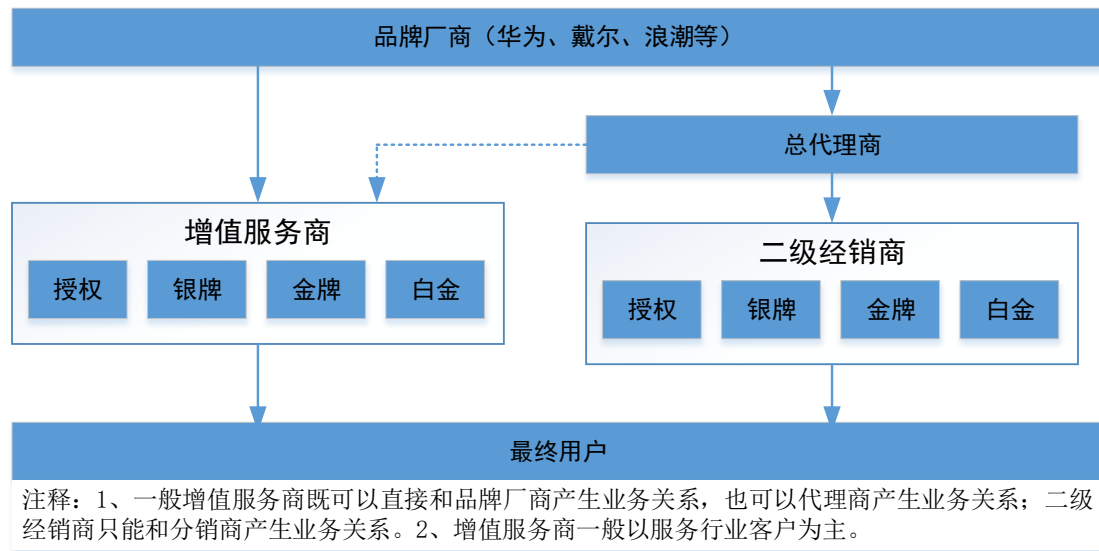 品牌厂商（华为、戴尔、浪潮等）
总代理商
增值服务商
授权
银牌
金牌
白金
二级经销商
授权
银牌
金牌
白金
最终用户
注释：1、一般增值服务商既可以直接和品牌厂商产生业务关系，也可以代理商产生业务关系；二级
经销商只能和分销商产生业务关系。2、增值服务商一般以服务行业客户为主。